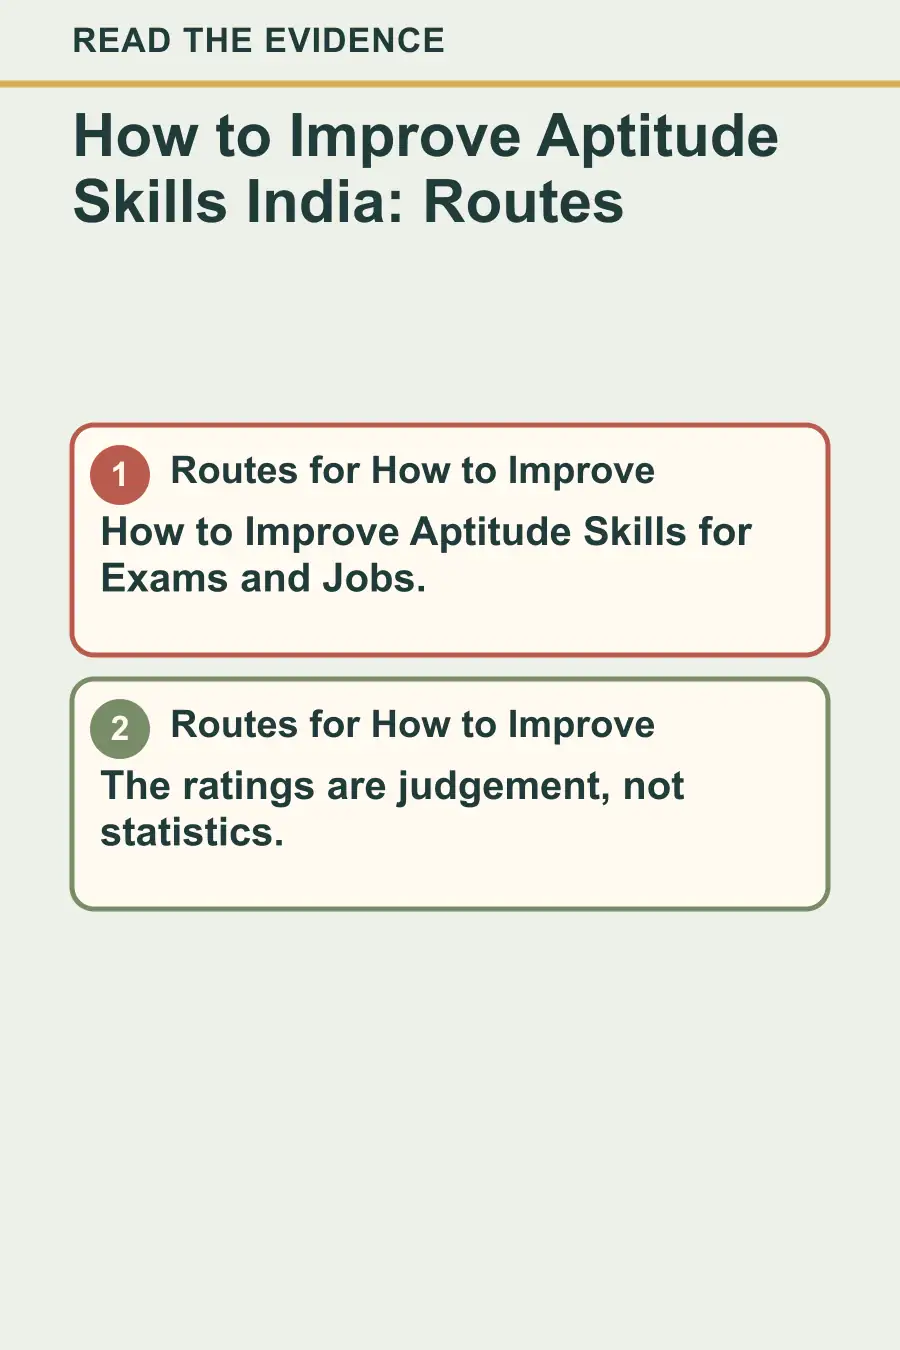 READ THE EVIDENCE
How to Improve Aptitude
Skills India: Routes
1
Routes for How to Improve
How to Improve Aptitude Skills for
Exams and Jobs.
2
Routes for How to Improve
The ratings are judgement, not
statistics.